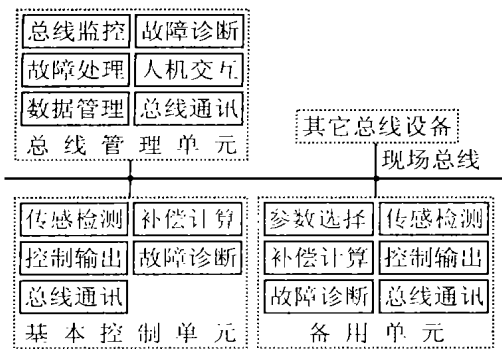 总线监控 故障诊断
故障处理 人机交互
数据管理 总线通讯
总线管理单元
其它总线设备
现场总线
传感检测 补偿计算
控制输出 故障诊断
总线通讯
基本控制单元
参数选择 传感检测
补偿计算 控制输出
故障诊断 总线通讯
备用单元